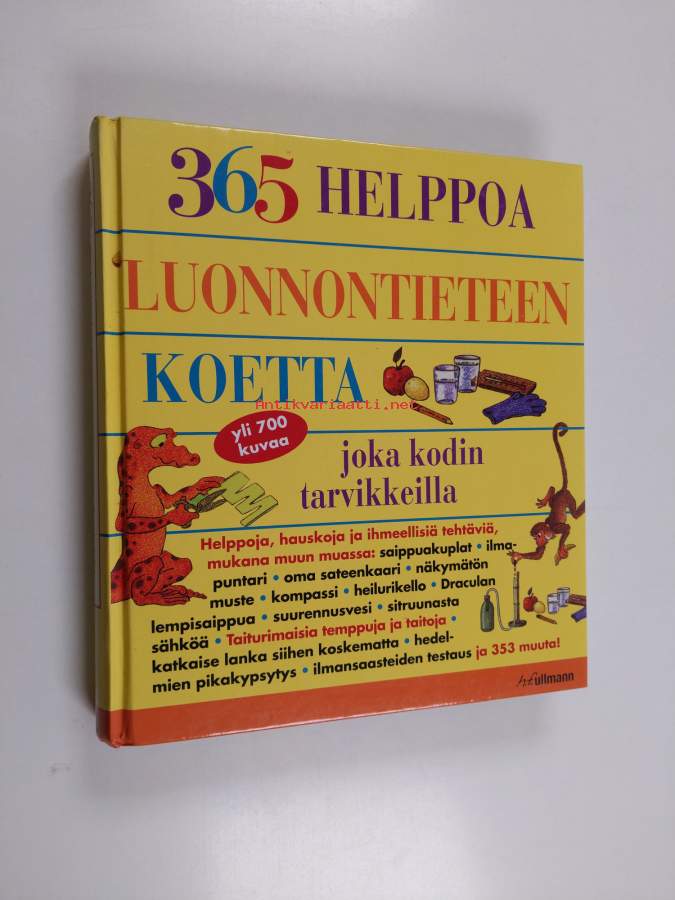 365 HELPPOA
LUONNONTIETEEN
KOETTA
Antikvariaatti.net
yli 700
kuvaa
joka kodin
tarvikkeilla
Helppoja, hauskoja ja ihmeellisiä tehtäviä,
mukana muun muassa: saippuakuplat • ilma-
puntari • oma sateenkaari • näkymätön
muste • kompassi • heilurikello • Draculan
lempisaippua • suurennusvesi • sitruunasta
sähköä • Taiturimaisia temppuja ja taitoja •
katkaise lanka siihen koskematta • hedel-
mien pikakypsytys • ilmansaasteiden testaus ja 353 muuta!
h.f.ullmann